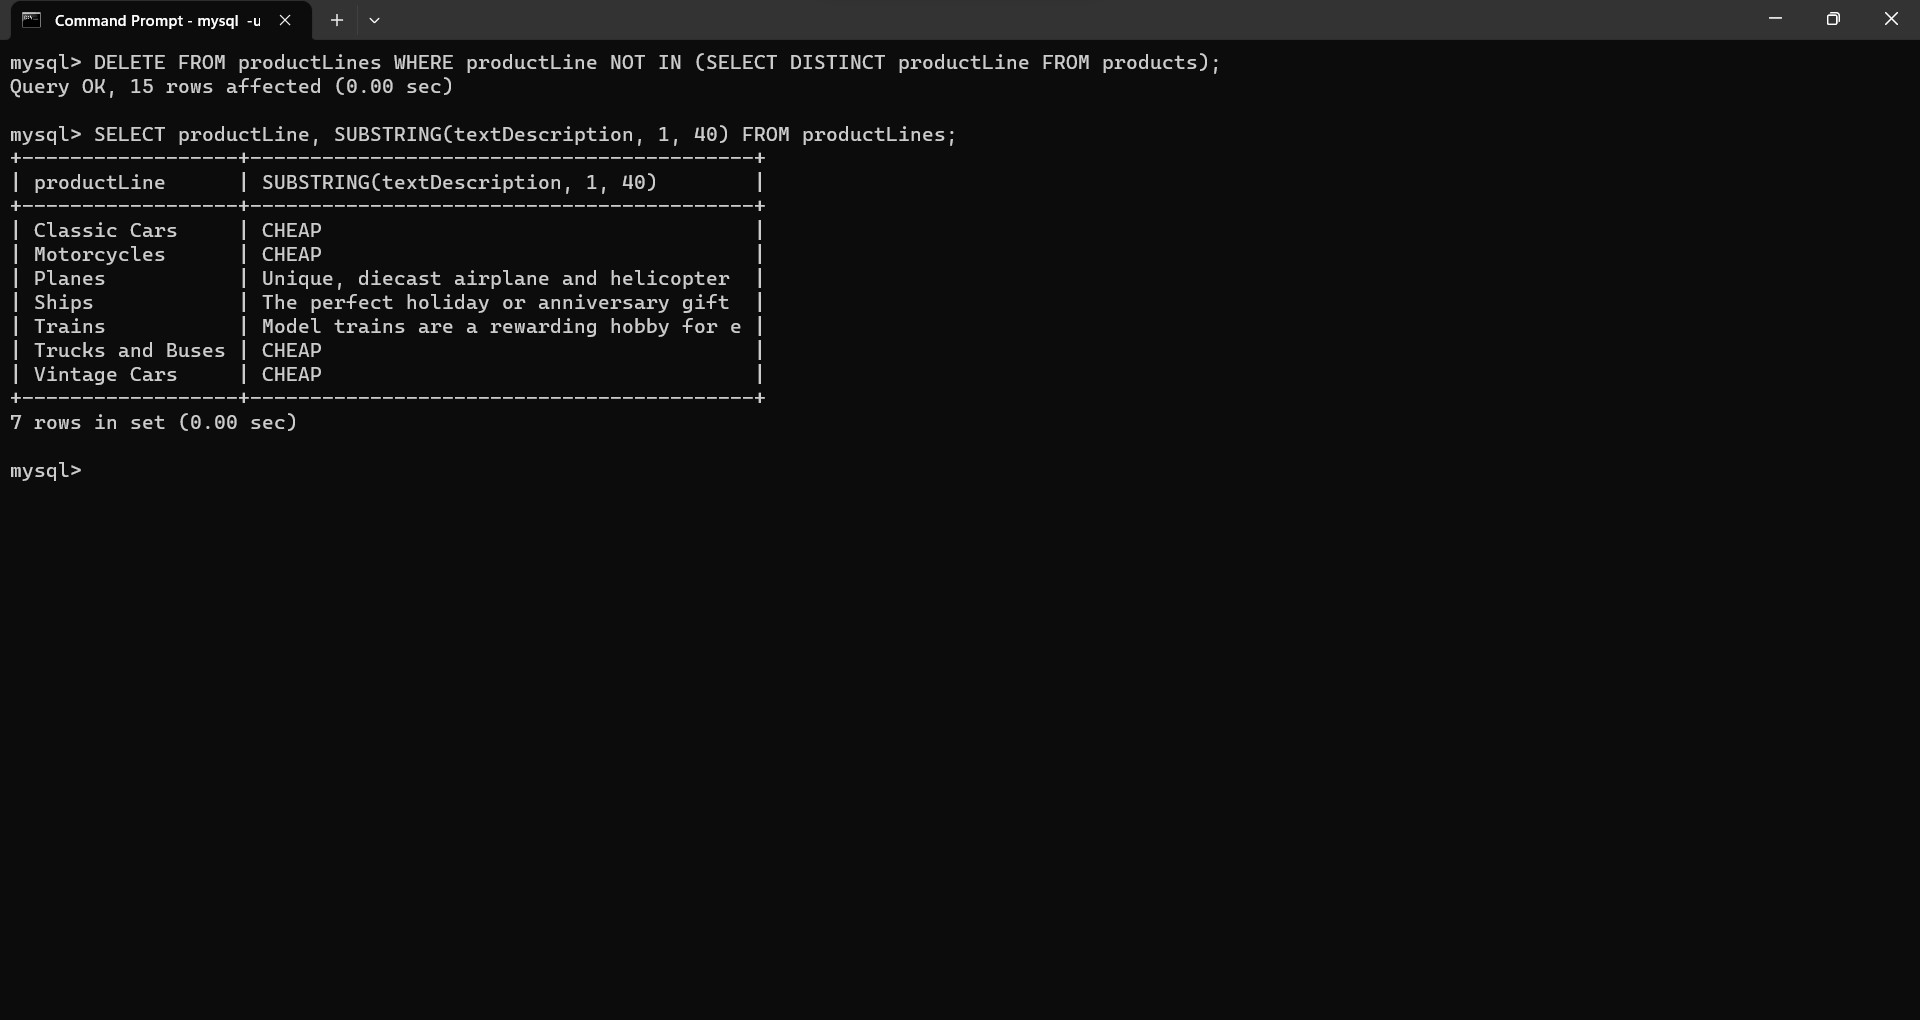 Command Prompt - mysql -u
mysql> DELETE FROM productLines WHERE productLine NOT IN (SELECT DISTINCT productLine FROM products);
Query OK, 15 rows affected (0.00 sec)
mysql> SELECT productLine, SUBSTRING(textDescription, 1, 40) FROM productLines;
+------------------+------------------------------------------+
| productLine      | SUBSTRING(textDescription, 1, 40)        |
+------------------+------------------------------------------+
| Classic Cars     | CHEAP                                    |
| Motorcycles      | CHEAP                                    |
| Planes           | Unique, diecast airplane and helicopter  |
| Ships            | The perfect holiday or anniversary gift  |
| Trains           | Model trains are a rewarding hobby for e |
| Trucks and Buses | CHEAP                                    |
| Vintage Cars     | CHEAP                                    |
+------------------+------------------------------------------+
7 rows in set (0.00 sec)
mysql>